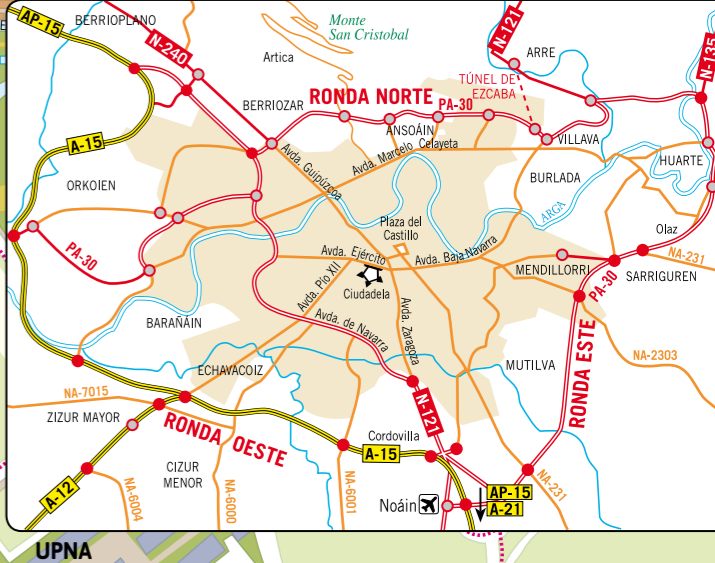 AP-15
BERRIOPLANO
Monte
San Cristobal
N-121
N-240
Artica
ARRE
N-135
TÚNEL DE
EZCABA
RONDA NORTE
PA-30
BERRIOZAR
ANSOÁIN
A-15
Avda. Guipúzcoa
Avda. Marcelo Celayeta
VILLAVA
HUARTE
ORKOIEN
BURLADA
ARGA
Plaza del
Castillo
Olaz
PA-30
Avda. Ejército
Avda. Baja Navarra
NA-231
MENDILLORRI
SARRIGUREN
PA-30
Avda. Pío XII
Ciudadela
BARAÑÁIN
Avda. de Navarra
Avda. Zaragoza
RONDA ESTE
NA-2303
ECHAVACOIZ
MUTILVA
NA-7015
N-121
ZIZUR MAYOR
RONDA OESTE
Cordovilla
A-15
CIZUR
MENOR
A-12
NA-6004
NA-6000
NA-6001
NA-231
AP-15
A-21
Noáin
UPNA